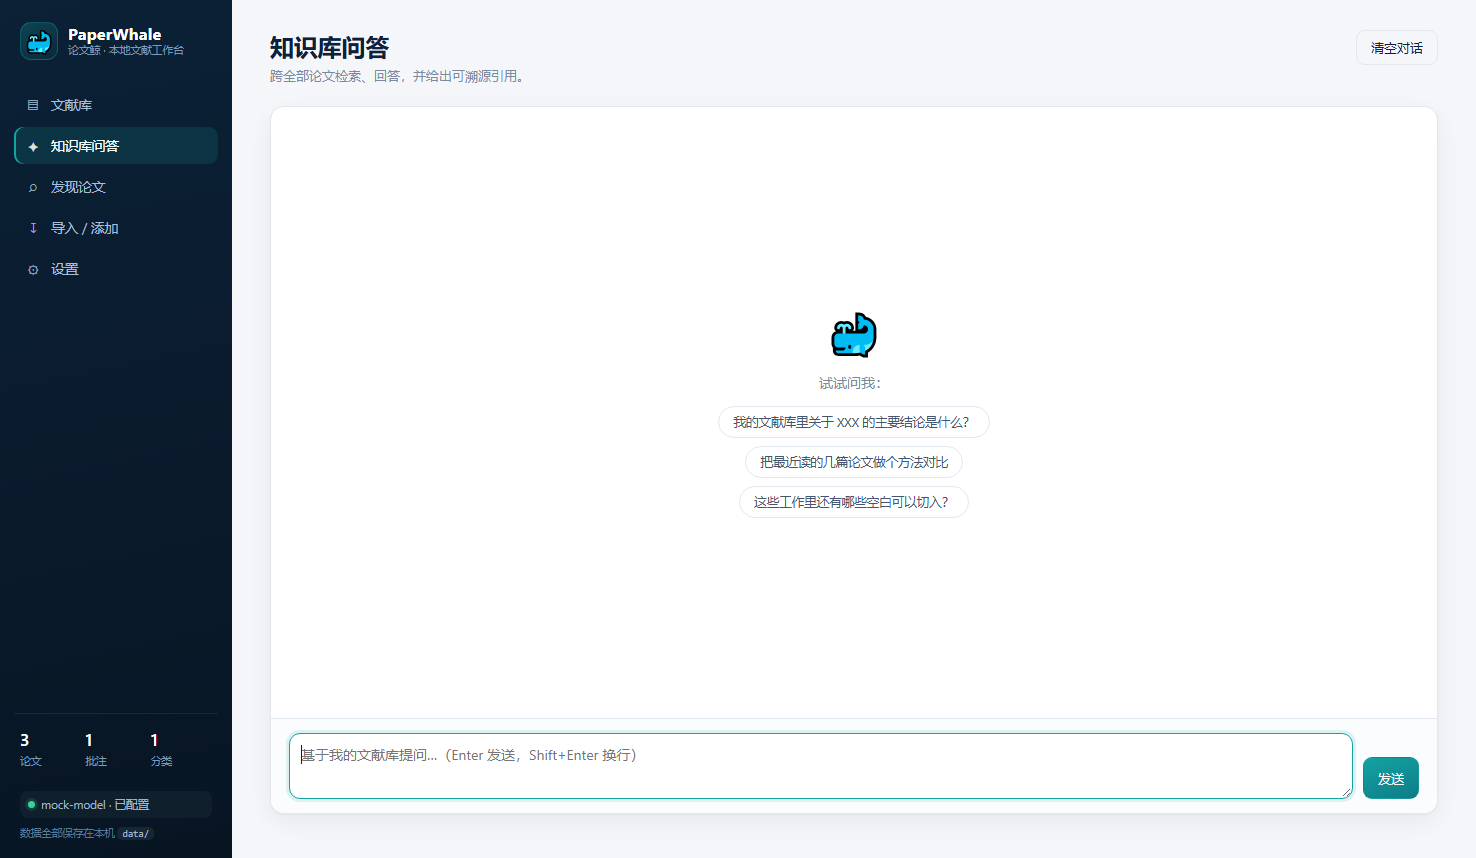 PaperWhale
论文鲸 · 本地文献工作台
文献库
知识库问答
发现论文
导入 / 添加
设置
3
论文
1
批注
1
分类
mock-model · 已配置
数据全部保存在本机 data/
知识库问答
跨全部论文检索、回答，并给出可溯源引用。
清空对话
试试问我：
我的文献库里关于 XXX 的主要结论是什么？
把最近读的几篇论文做个方法对比
这些工作里还有哪些空白可以切入？
基于我的文献库提问...（Enter 发送，Shift+Enter 换行）
发送